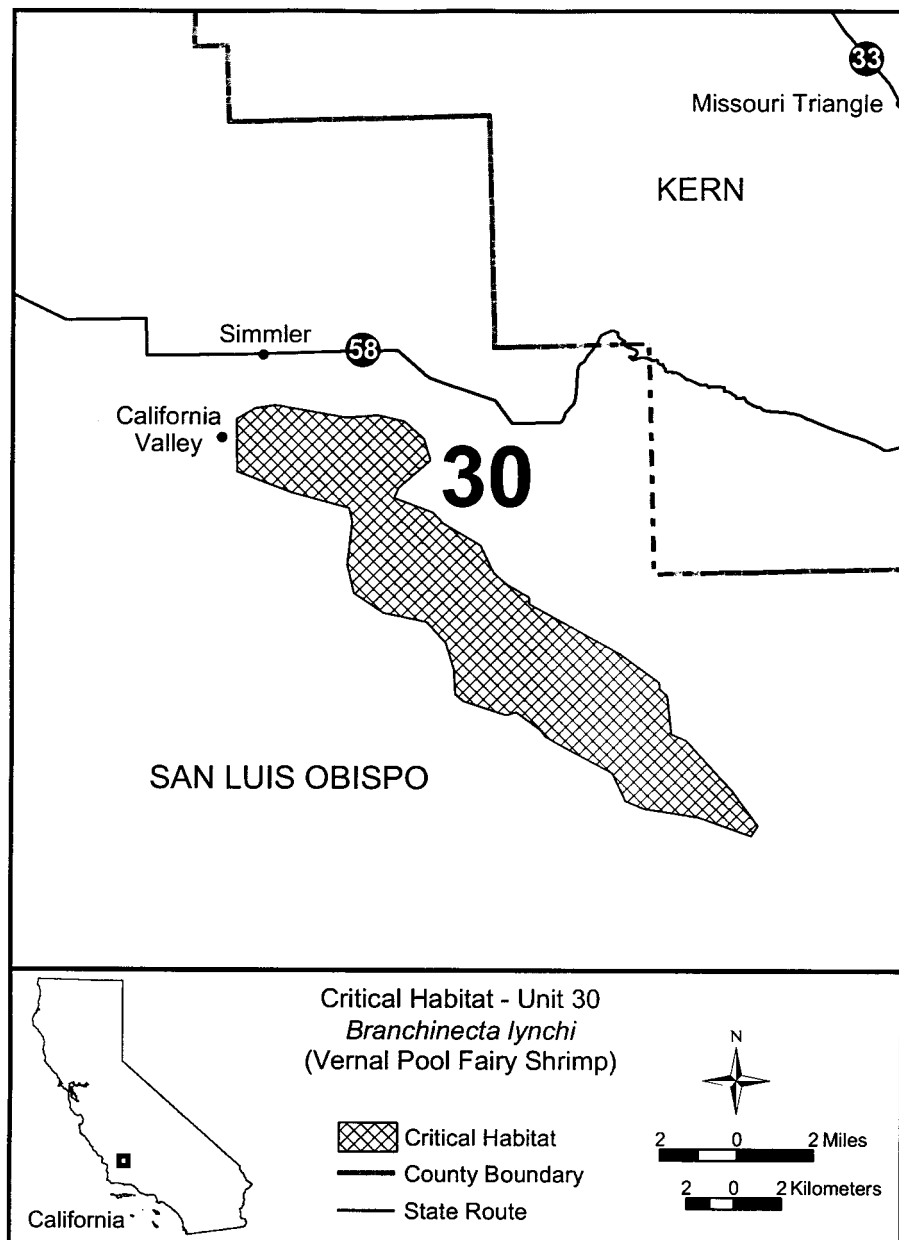 33
Missouri Triangle
KERN
Simmler
58
California
Valley
30
SAN LUIS OBISPO
Critical Habitat - Unit 30
Branchinecta lynchi
(Vernal Pool Fairy Shrimp)
N
Critical Habitat
County Boundary
State Route
2 0 2 Miles
2 0 2 Kilometers
California